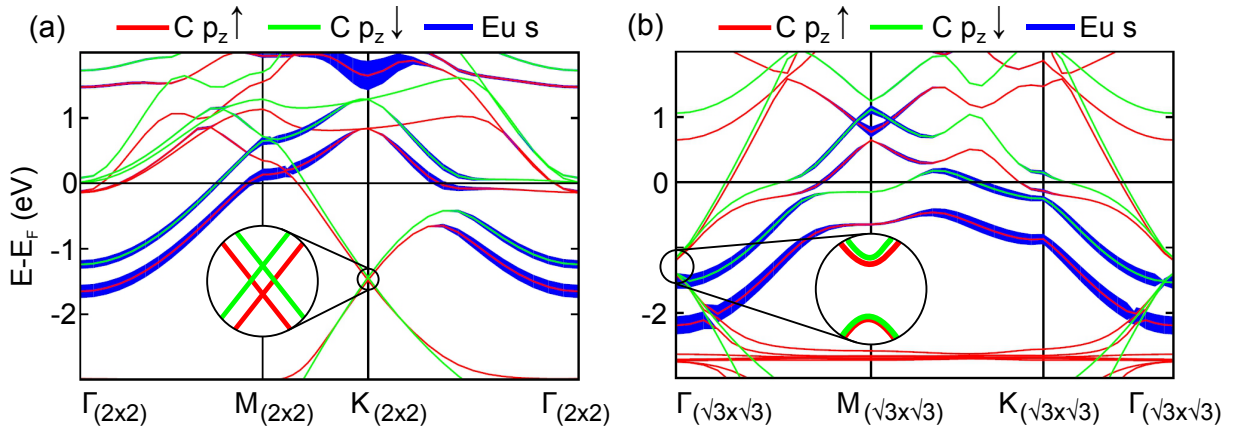 (a) C p_z↑ C p_z↓ Eu s
(b) C p_z↑ C p_z↓ Eu s
E-E_F (eV)
1
0
-1
-2
1
0
-1
-2
Γ(2x2) M(2x2) K(2x2) Γ(2x2)
Γ(√3x√3) M(√3x√3) K(√3x√3) Γ(√3x√3)